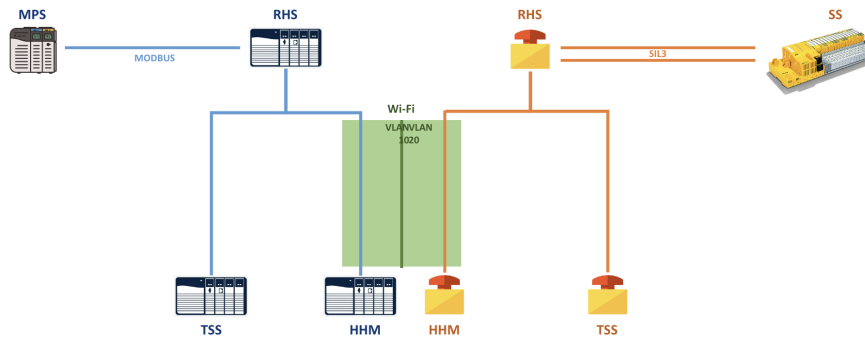 MPS
RHS
RHS
SS
MODBUS
SIL3
Wi-Fi
VLANVLAN
1020
TSS
HHM
HHM
TSS